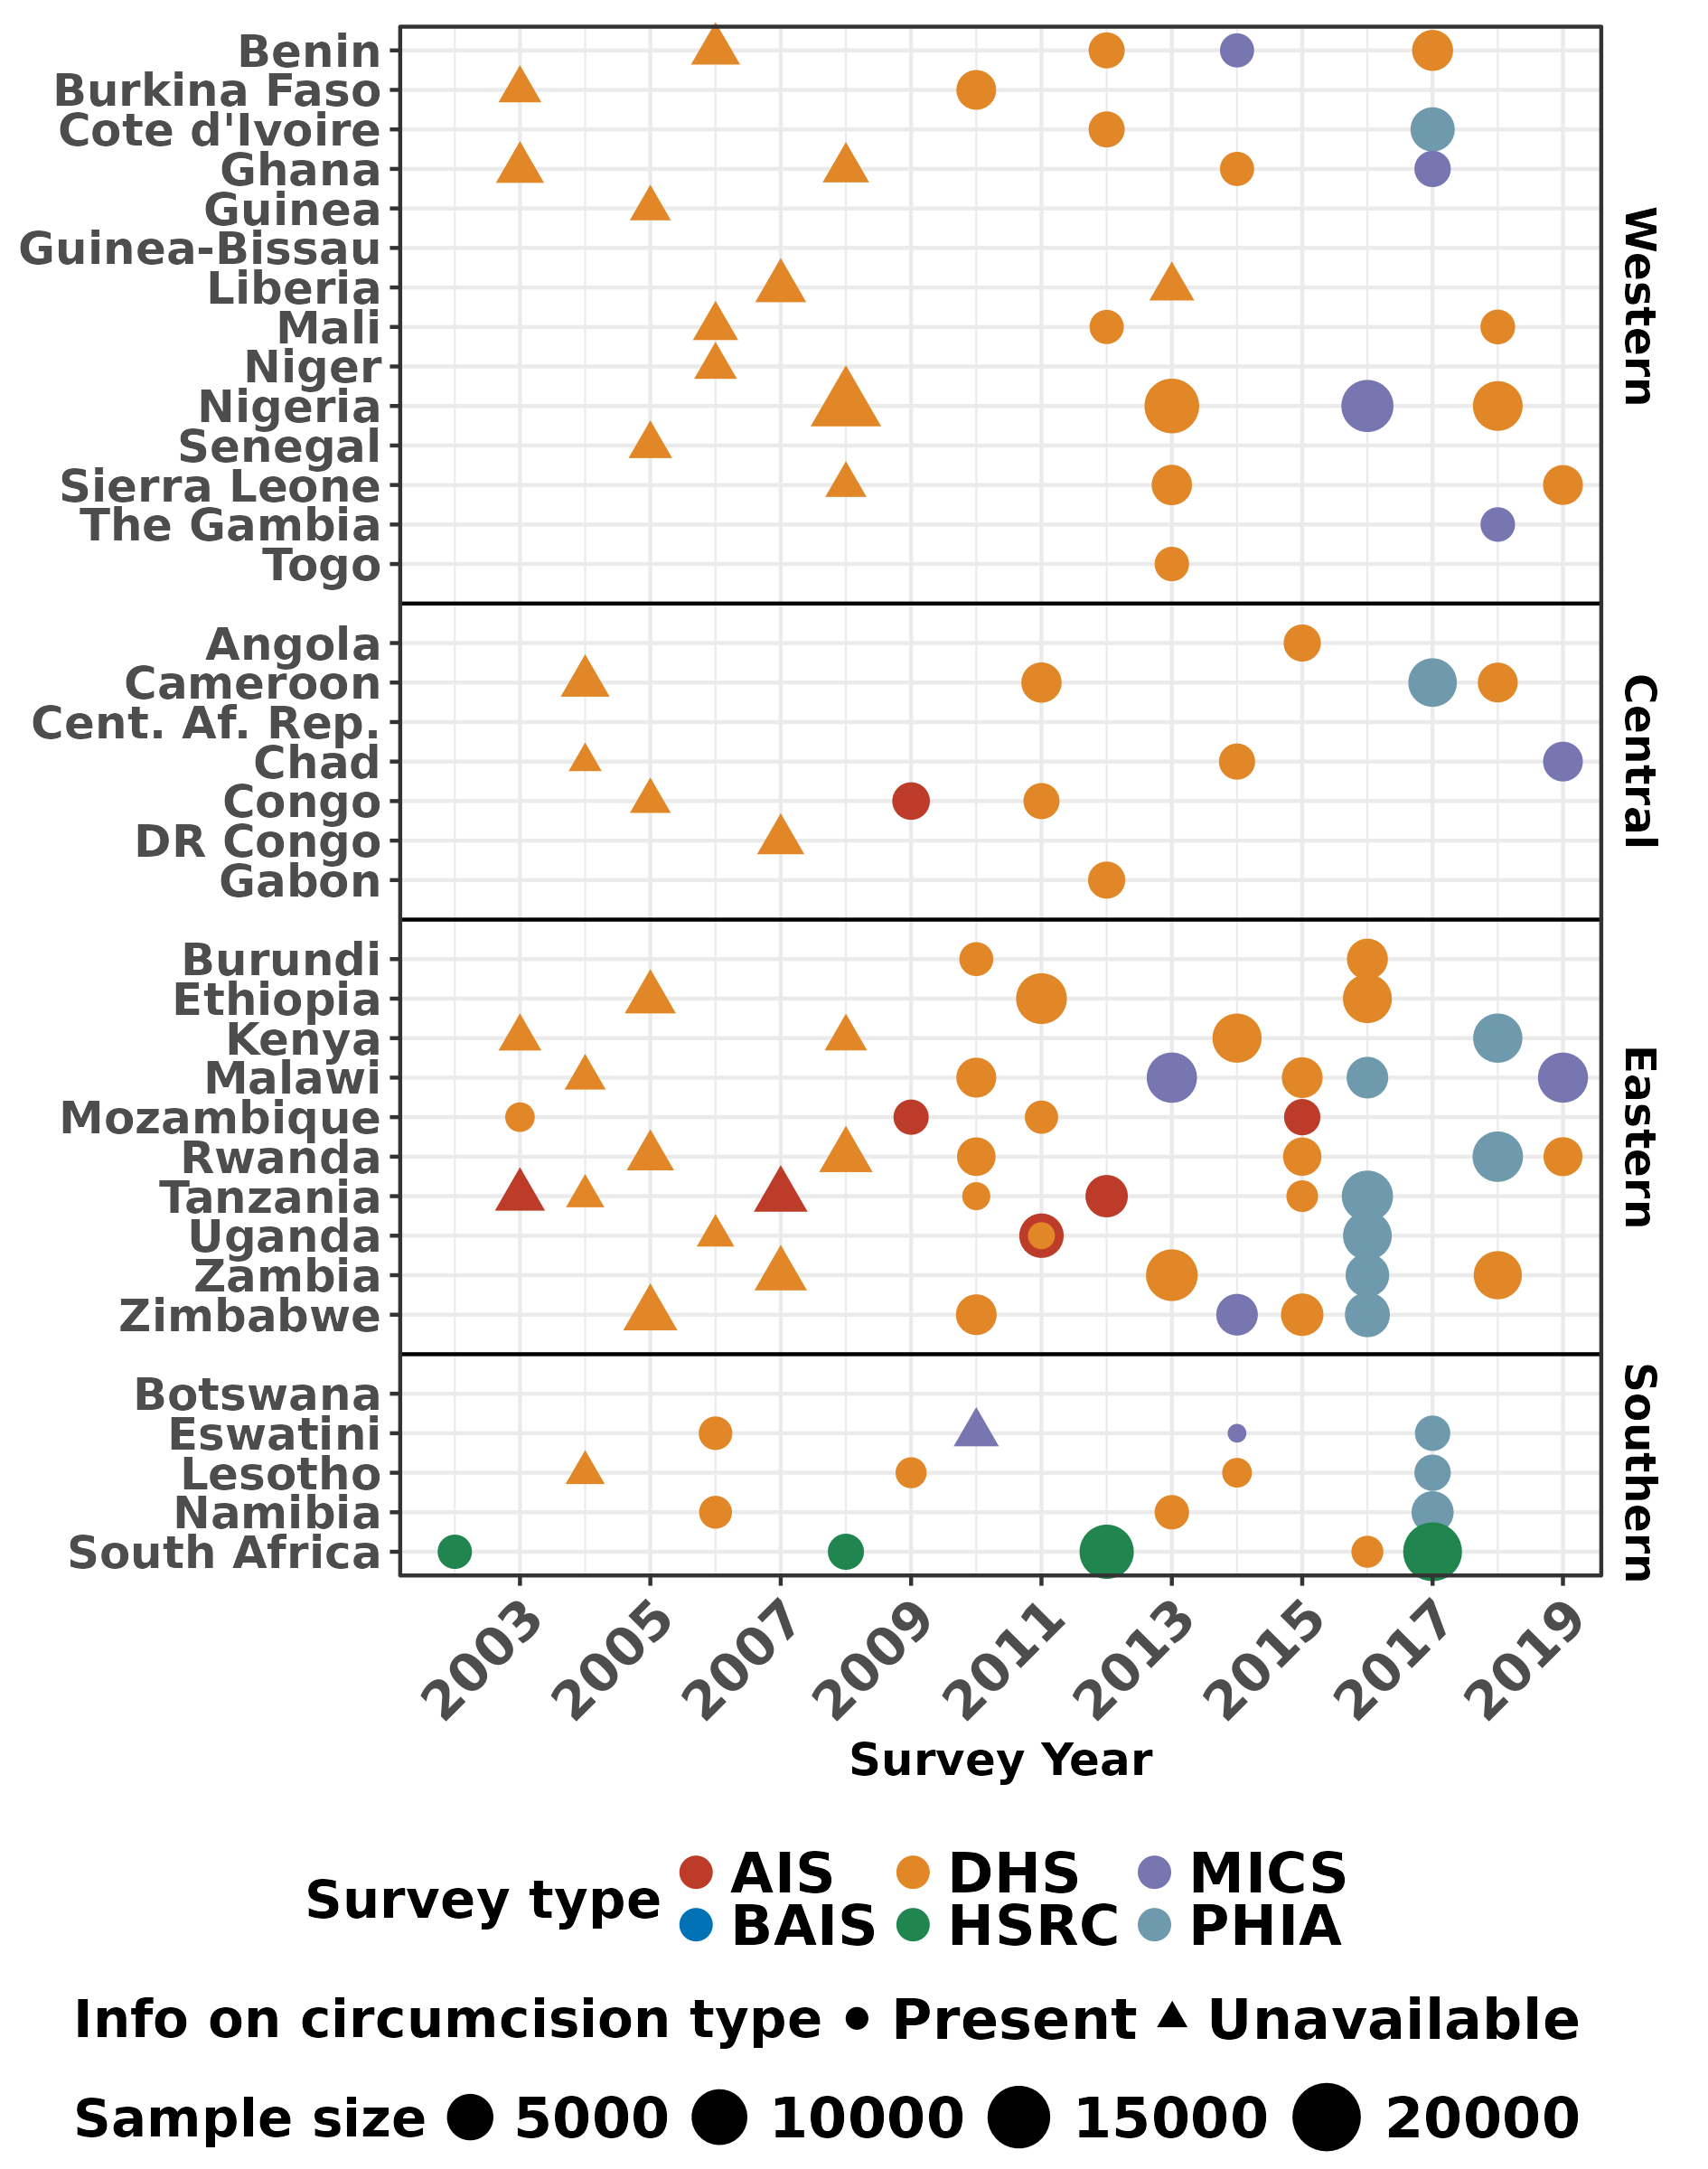 Benin
Burkina Faso
Cote d'Ivoire
Ghana
Guinea
Guinea-Bissau
Liberia
Mali
Niger
Nigeria
Senegal
Sierra Leone
The Gambia
Togo
Western
Angola
Cameroon
Cent. Af. Rep.
Chad
Congo
DR Congo
Gabon
Central
Burundi
Ethiopia
Kenya
Malawi
Mozambique
Rwanda
Tanzania
Uganda
Zambia
Zimbabwe
Eastern
Botswana
Eswatini
Lesotho
Namibia
South Africa
Southern
2003 2005 2007 2009 2011 2013 2015 2017 2019
Survey Year
Survey type
AIS DHS MICS
BAIS HSRC PHIA
Info on circumcision type Present Unavailable
Sample size 5000 10000 15000 20000